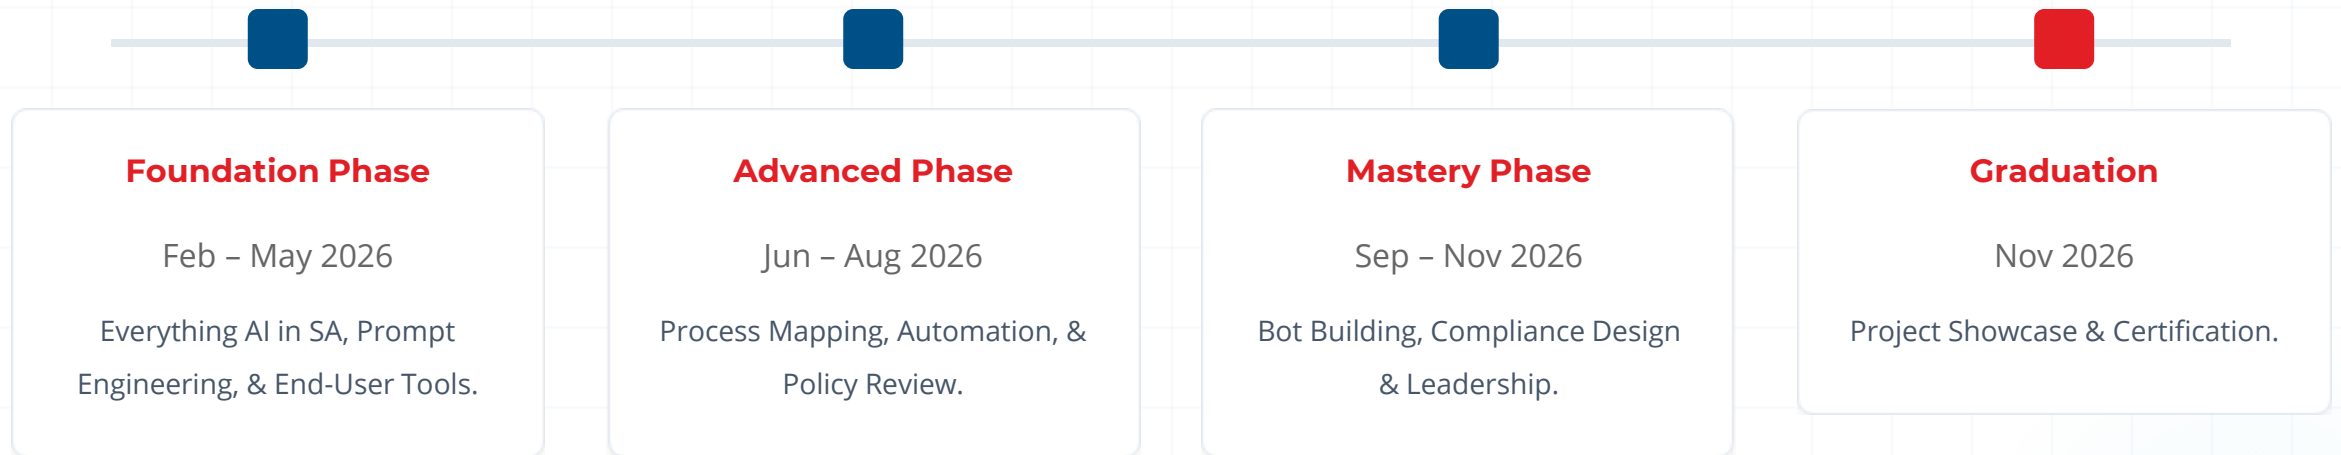 Foundation Phase
Feb – May 2026
Everything AI in SA, Prompt
Engineering, & End-User Tools.
Advanced Phase
Jun – Aug 2026
Process Mapping, Automation, &
Policy Review.
Mastery Phase
Sep – Nov 2026
Bot Building, Compliance Design
& Leadership.
Graduation
Nov 2026
Project Showcase & Certification.